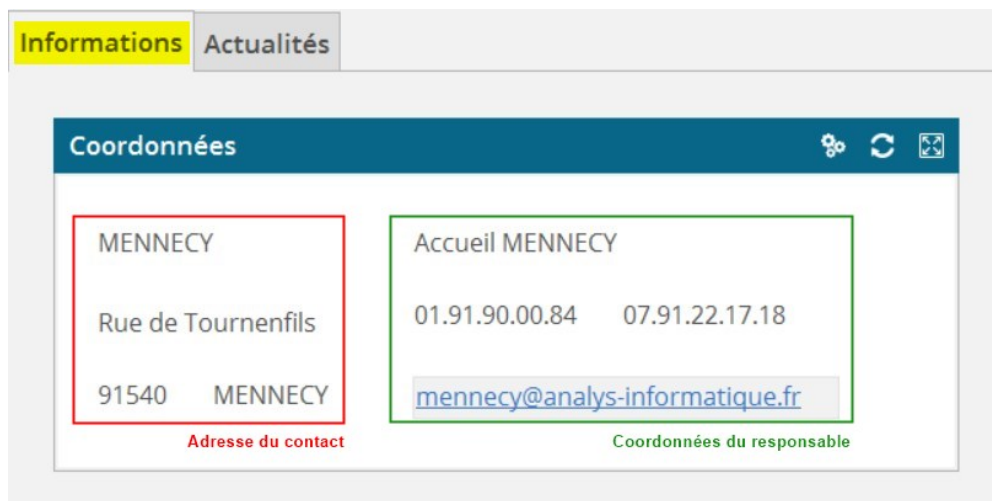 Informations Actualités
Coordonnées
MENNECY
Rue de Tournenfils
91540 MENNECY
Adresse du contact
Accueil MENNECY
01.91.90.00.84 07.91.22.17.18
mennecy@analys-informatique.fr
Coordonnées du responsable